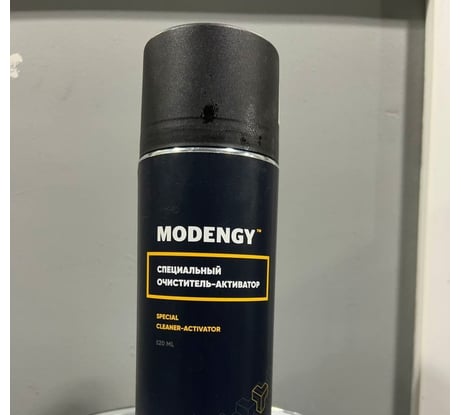 MODENGY™
СПЕЦИАЛЬНЫЙ
ОЧИСТИТЕЛЬ-АКТИВАТОР
SPECIAL
CLEANER-ACTIVATOR
520 ML